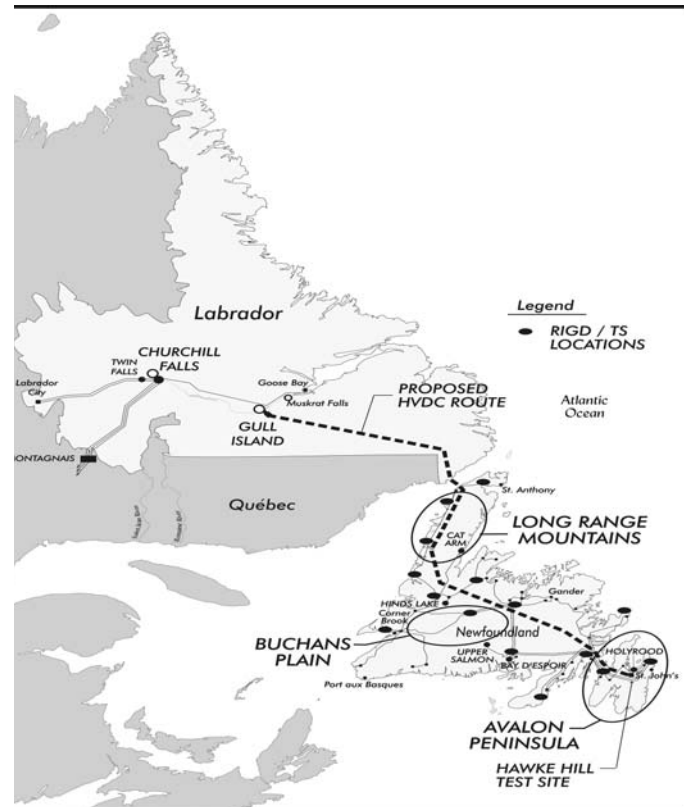 Labrador
Legend
RIGD / TS
LOCATIONS
CHURCHILL
FALLS
TWIN
FALLS
Labrador
City
Goose Bay
Muskrat Falls
GULL
ISLAND
PROPOSED
HVDC ROUTE
Atlantic
Ocean
ONTAGNAIS
Québec
St. Anthony
LONG RANGE
MOUNTAINS
CAT
ARM
Gander
HINDS LAKE
Corner
Brook
Newfoundland
BUCHANS
PLAIN
UPPER
SALMON
BAY D'ESPOIR
HOLYROOD
St. John's
Port aux Basques
AVALON
PENINSULA
HAWKE HILL
TEST SITE